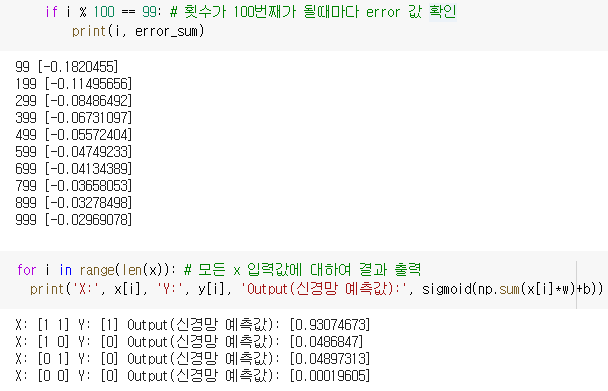 if i % 100 == 99: # 횟수가 100번째가 될때마다 error 값 확인
print(i, error_sum)
99 [-0.1820455]
199 [-0.11495656]
299 [-0.08486492]
399 [-0.06731097]
499 [-0.05572404]
599 [-0.04749233]
699 [-0.04134389]
799 [-0.03658053]
899 [-0.03278498]
999 [-0.02969078]
for i in range(len(x)): # 모든 x 입력값에 대하여 결과 출력
print('X:', x[i], 'Y:', y[i], 'Output(신경망 예측값):', sigmoid(np.sum(x[i]*w)+b))
X: [1 1] Y: [1] Output(신경망 예측값): [0.93074673]
X: [1 0] Y: [0] Output(신경망 예측값): [0.0486847]
X: [0 1] Y: [0] Output(신경망 예측값): [0.04897313]
X: [0 0] Y: [0] Output(신경망 예측값): [0.00019605]